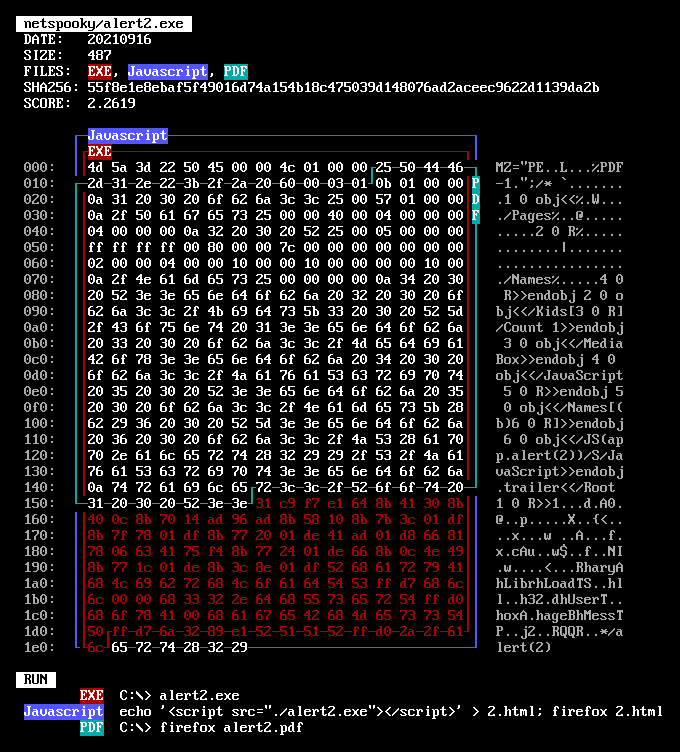 netspooky/alert2.exe
DATE: 20210916
SIZE: 487
FILES: EXE, Javascript, PDF
SHA256: 55f8e1e8ebaf5f49016d74a154b18c475039d148076ad2aceec9622d1139da2b
SCORE: 2.2619
Javascript
EXE
000: 4d 5a 3d 22 50 45 00 00 4c 01 00 00 25 50 44 46 MZ="PE..L...%PDF
010: 2d 31 2e 22 3b 2f 2a 20 60 00 03 01 0b 01 00 00 P -1.";/* `.......
020: 0a 31 20 30 20 6f 62 6a 3c 3c 25 00 57 01 00 00 D .1 0 obj<<%.W...
030: 0a 2f 50 61 67 65 73 25 00 00 40 00 04 00 00 00 F ./Pages%..@.....
040: 04 00 00 00 0a 32 20 30 20 52 25 00 05 00 00 00 .....2 0 R%.....
050: ff ff ff ff 00 80 00 00 7c 00 00 00 00 00 00 00 ........|.......
060: 02 00 00 04 00 00 10 00 00 10 00 00 00 00 10 00 ................
070: 0a 2f 4e 61 6d 65 73 25 00 00 00 00 0a 34 20 30 ./Names%.....4 0
080: 20 52 3e 3e 65 6e 64 6f 62 6a 20 32 20 30 20 6f R>>endobj 2 0 o
090: 62 6a 3c 3c 2f 4b 69 64 73 5b 33 20 30 20 52 5d bj<</Kids[3 0 R]
0a0: 2f 43 6f 75 6e 74 20 31 3e 3e 65 6e 64 6f 62 6a /Count 1>>endobj
0b0: 20 33 20 30 20 6f 62 6a 3c 3c 2f 4d 65 64 69 61 3 0 obj<</Media
0c0: 42 6f 78 3e 3e 65 6e 64 6f 62 6a 20 34 20 30 20 Box>>endobj 4 0
0d0: 6f 62 6a 3c 3c 2f 4a 61 76 61 53 63 72 69 70 74 obj<</JavaScript
0e0: 20 35 20 30 20 52 3e 3e 65 6e 64 6f 62 6a 20 35 5 0 R>>endobj 5
0f0: 20 30 20 6f 62 6a 3c 3c 2f 4e 61 6d 65 73 5b 28 0 obj<</Names[(
100: 62 29 36 20 30 20 52 5d 3e 3e 65 6e 64 6f 62 6a b)6 0 R]>>endobj
110: 20 36 20 30 20 6f 62 6a 3c 3c 2f 4a 53 28 61 70 6 0 obj<</JS(ap
120: 70 2e 61 6c 65 72 74 28 32 29 29 2f 53 2f 4a 61 p.alert(2))/S/Ja
130: 76 61 53 63 72 69 70 74 3e 3e 65 6e 64 6f 62 6a vaScript>>endobj
140: 0a 74 72 61 69 6c 65 72 3c 3c 2f 52 6f 6f 74 20 .trailer<</Root
150: 31 20 30 20 52 3e 3e 31 c9 f7 e1 64 8b 41 30 8b 1 0 R>>1...d.A0.
160: 40 0c 8b 70 14 ad 96 ad 8b 58 10 8b 7b 3c 01 df @..p.....X..{<..
170: 8b 7f 78 01 df 8b 77 20 01 de 41 ad 01 d8 66 81 ..x...w ..A...f.
180: 78 06 63 41 75 f4 8b 77 24 01 de 66 8b 0c 4e 49 x.cAu..w$..f..NI
190: 8b 77 1c 01 de 8b 3c 8e 01 df 52 68 61 72 79 41 .w....<...RharyA
1a0: 68 4c 69 62 72 68 4c 6f 61 64 54 53 ff d7 68 6c hLibrhLoadTS..hl
1b0: 6c 00 00 68 33 32 2e 64 68 55 73 65 72 54 ff d0 l..h32.dhUserT..
1c0: 68 6f 78 41 00 68 61 67 65 42 68 4d 65 73 73 54 hoxA.hageBhMessT
1d0: 50 ff d7 6a 32 89 e1 52 51 51 52 ff d0 2a 2f 61 P..j2..RQQR..*/a
1e0: 6c 65 72 74 28 32 29 lert(2)
RUN
EXE C:\> alert2.exe
Javascript echo '<script src="./alert2.exe"></script>' > 2.html; firefox 2.html
PDF C:\> firefox alert2.pdf